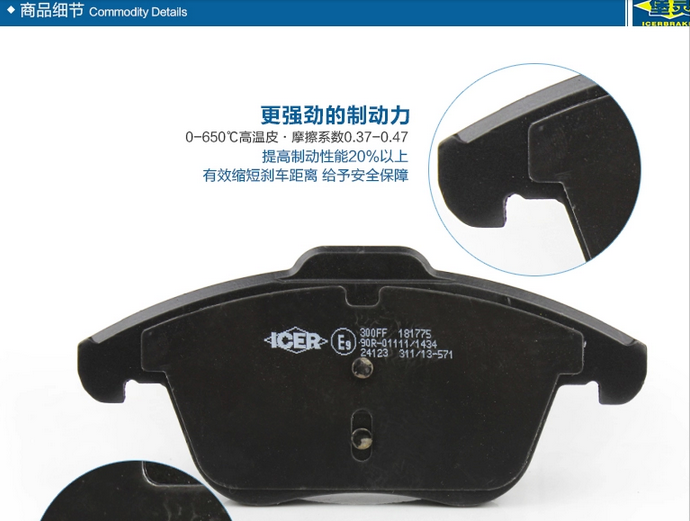 商品细节 Commodity Details
ICERBRAKE
更强劲的制动力
0-650℃高温皮·摩擦系数0.37-0.47
提高制动性能20%以上
有效缩短刹车距离 给予安全保障
ICER E9 300FF 181775
90R-01111/1434
24123 311/13-571